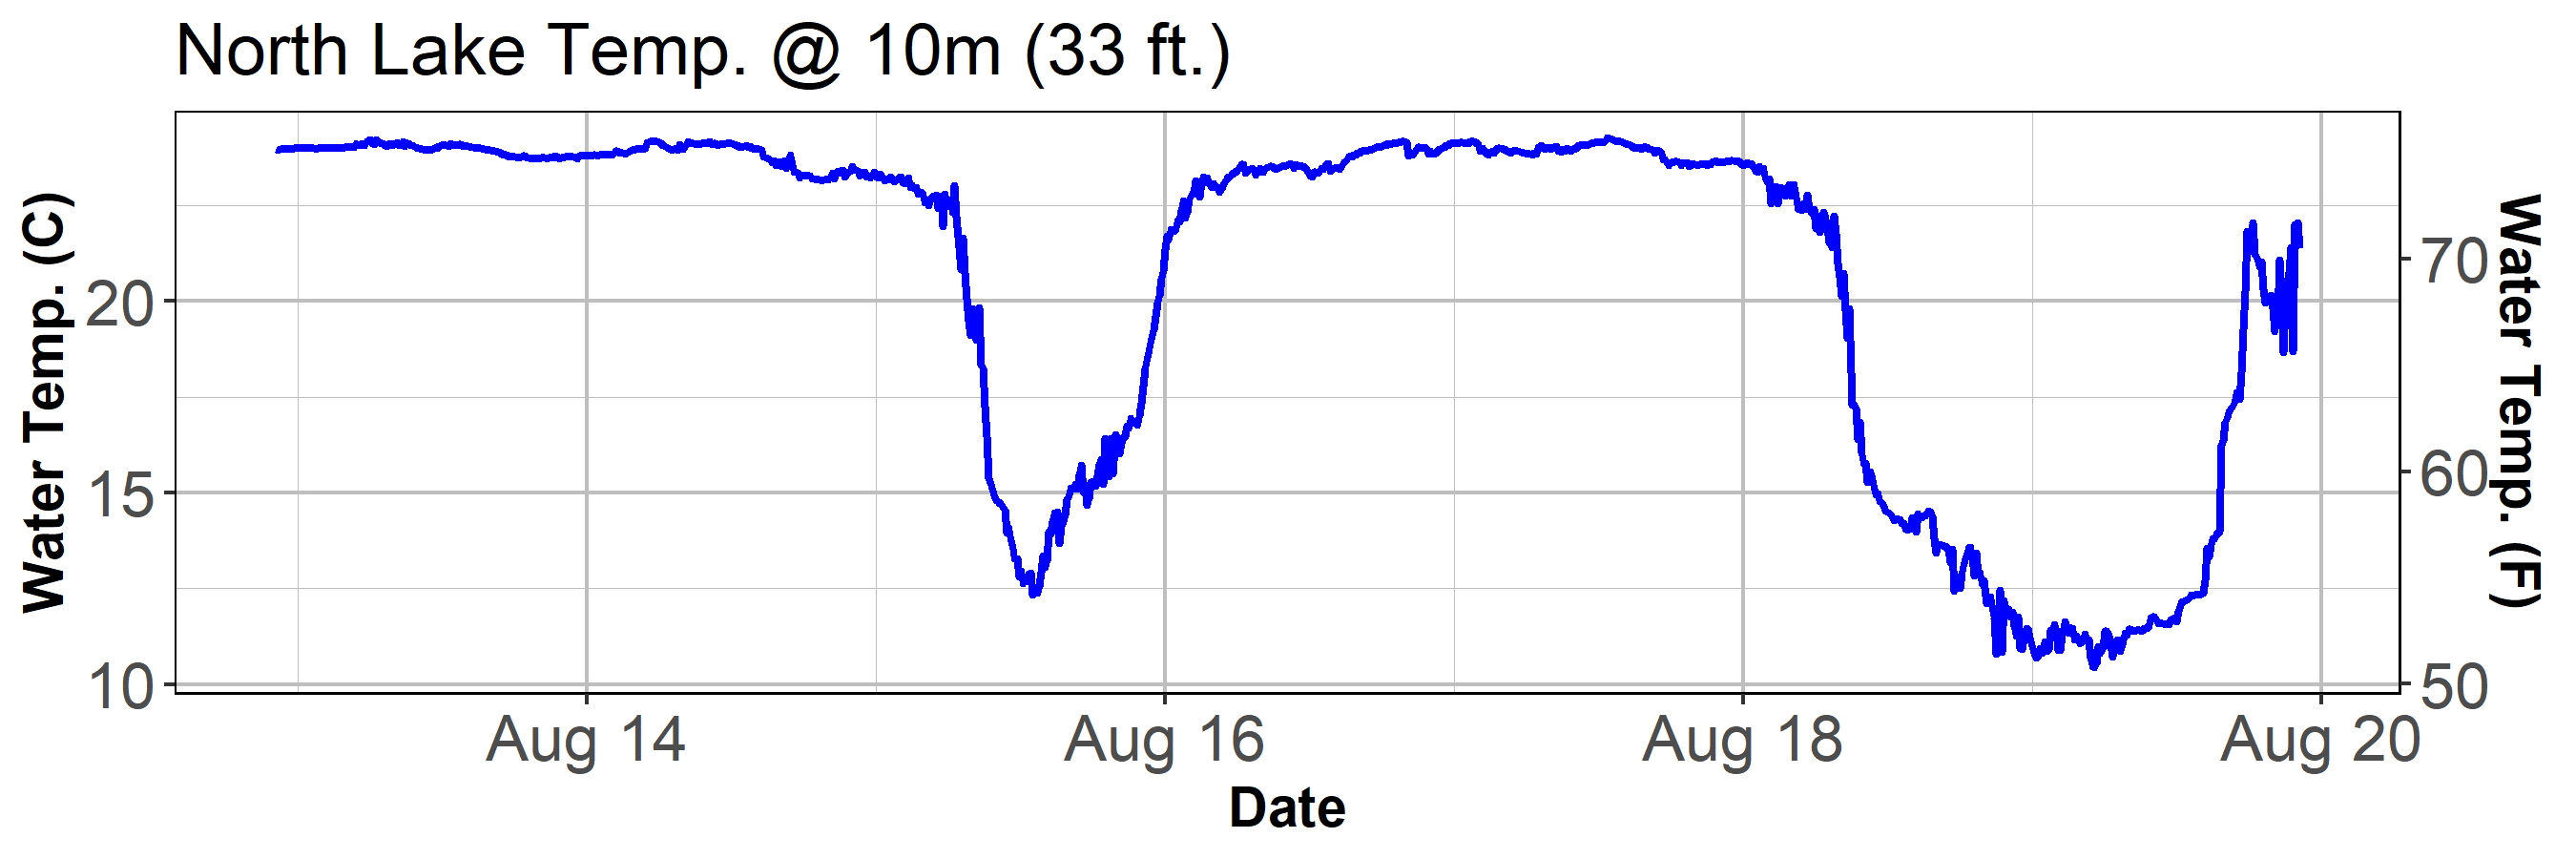 North Lake Temp. @ 10m (33 ft.)
Water Temp. (C)
20
15
10
70
60
50
Water Temp. (F)
Aug 14
Aug 16
Aug 18
Aug 20
Date